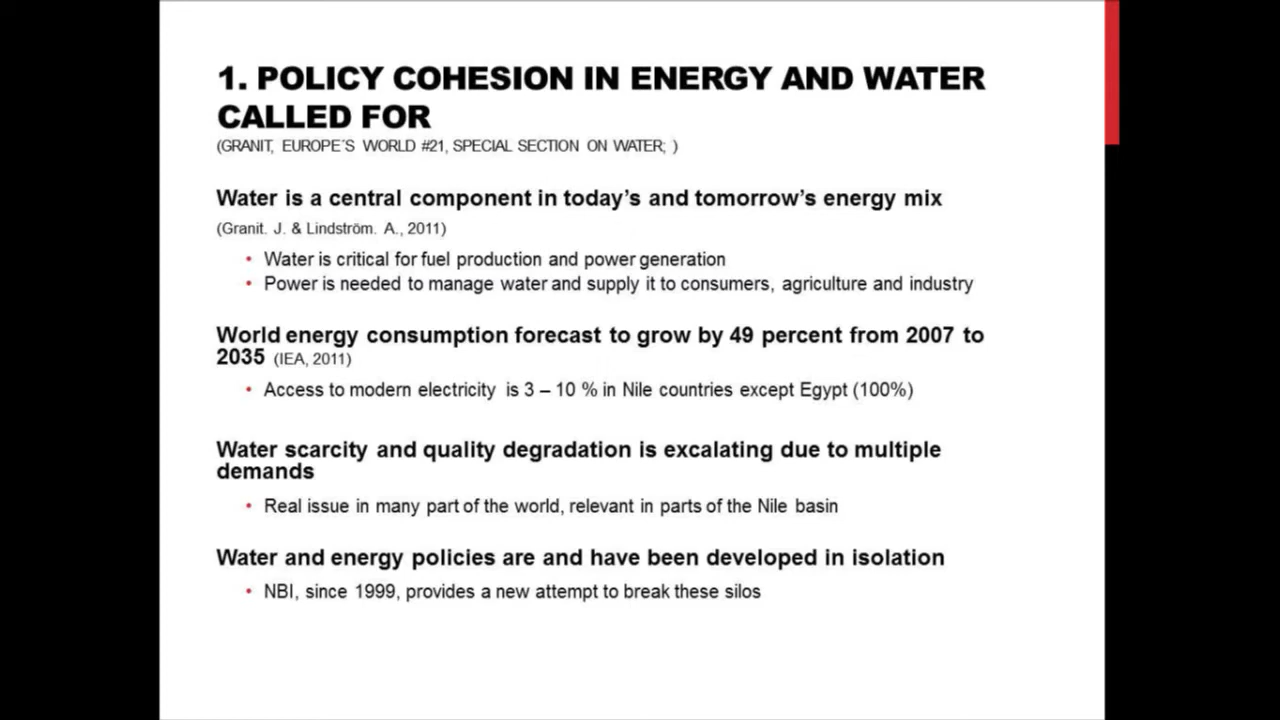 1. POLICY COHESION IN ENERGY AND WATER
CALLED FOR
(GRANIT, EUROPE´S WORLD #21, SPECIAL SECTION ON WATER; )
Water is a central component in today’s and tomorrow’s energy mix
(Granit. J. & Lindström. A., 2011)
• Water is critical for fuel production and power generation
• Power is needed to manage water and supply it to consumers, agriculture and industry
World energy consumption forecast to grow by 49 percent from 2007 to
2035 (IEA, 2011)
• Access to modern electricity is 3 – 10 % in Nile countries except Egypt (100%)
Water scarcity and quality degradation is excalating due to multiple
demands
• Real issue in many part of the world, relevant in parts of the Nile basin
Water and energy policies are and have been developed in isolation
• NBI, since 1999, provides a new attempt to break these silos